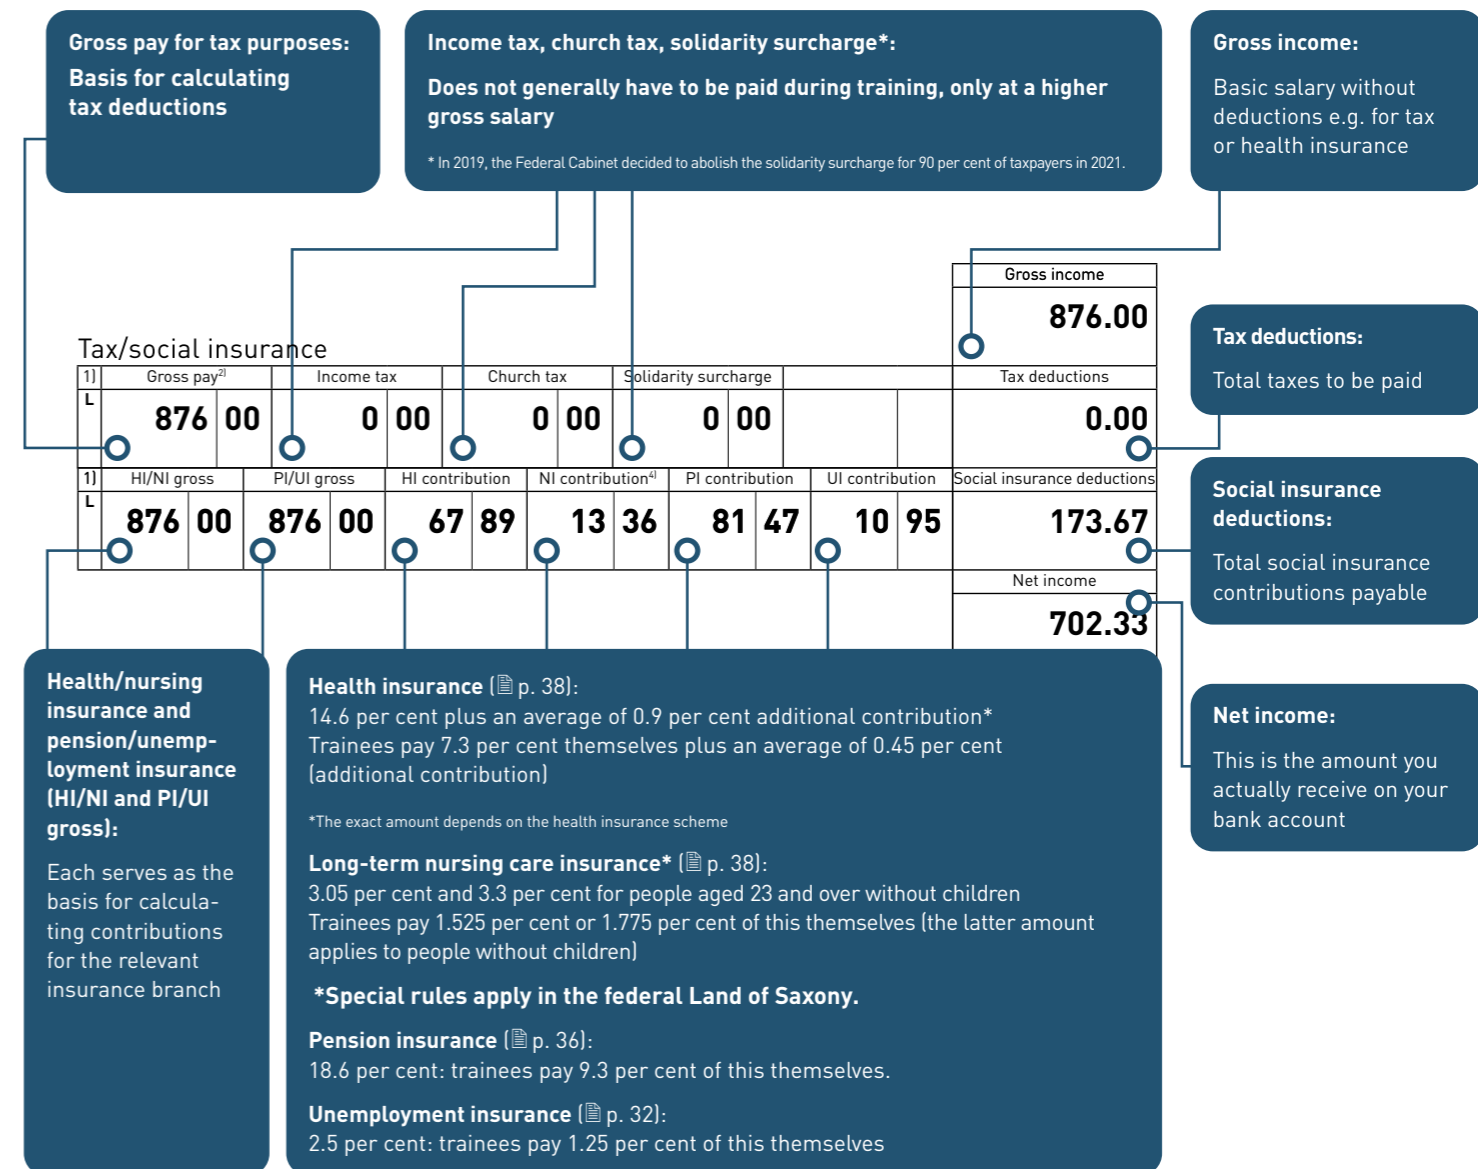 Gross pay for tax purposes:
Basis for calculating
tax deductions
Income tax, church tax, solidarity surcharge*:
Does not generally have to be paid during training, only at a higher
gross salary
* In 2019, the Federal Cabinet decided to abolish the solidarity surcharge for 90 per cent of taxpayers in 2021.
Gross income:
Basic salary without
deductions e.g. for tax
or health insurance
Gross income
876.00
Tax/social insurance
1) Gross pay2) Income tax Church tax Solidarity surcharge Tax deductions
L 876 00 0 00 0 00 0 00 0.00
1) HI/NI gross PI/UI gross HI contribution NI contribution4) PI contribution UI contribution Social insurance deductions
L 876 00 876 00 67 89 13 36 81 47 10 95 173.67
Net income
702.33
Tax deductions:
Total taxes to be paid
Social insurance
deductions:
Total social insurance
contributions payable
Net income:
This is the amount you
actually receive on your
bank account
Health/nursing
insurance and
pension/unemp-
loyment insurance
(HI/NI and PI/UI
gross):
Each serves as the
basis for calcula-
ting contributions
for the relevant
insurance branch
Health insurance (p. 38):
14.6 per cent plus an average of 0.9 per cent additional contribution*
Trainees pay 7.3 per cent themselves plus an average of 0.45 per cent
(additional contribution)
*The exact amount depends on the health insurance scheme
Long-term nursing care insurance* (p. 38):
3.05 per cent and 3.3 per cent for people aged 23 and over without children
Trainees pay 1.525 per cent or 1.775 per cent of this themselves (the latter amount
applies to people without children)
*Special rules apply in the federal Land of Saxony.
Pension insurance (p. 36):
18.6 per cent: trainees pay 9.3 per cent of this themselves.
Unemployment insurance (p. 32):
2.5 per cent: trainees pay 1.25 per cent of this themselves